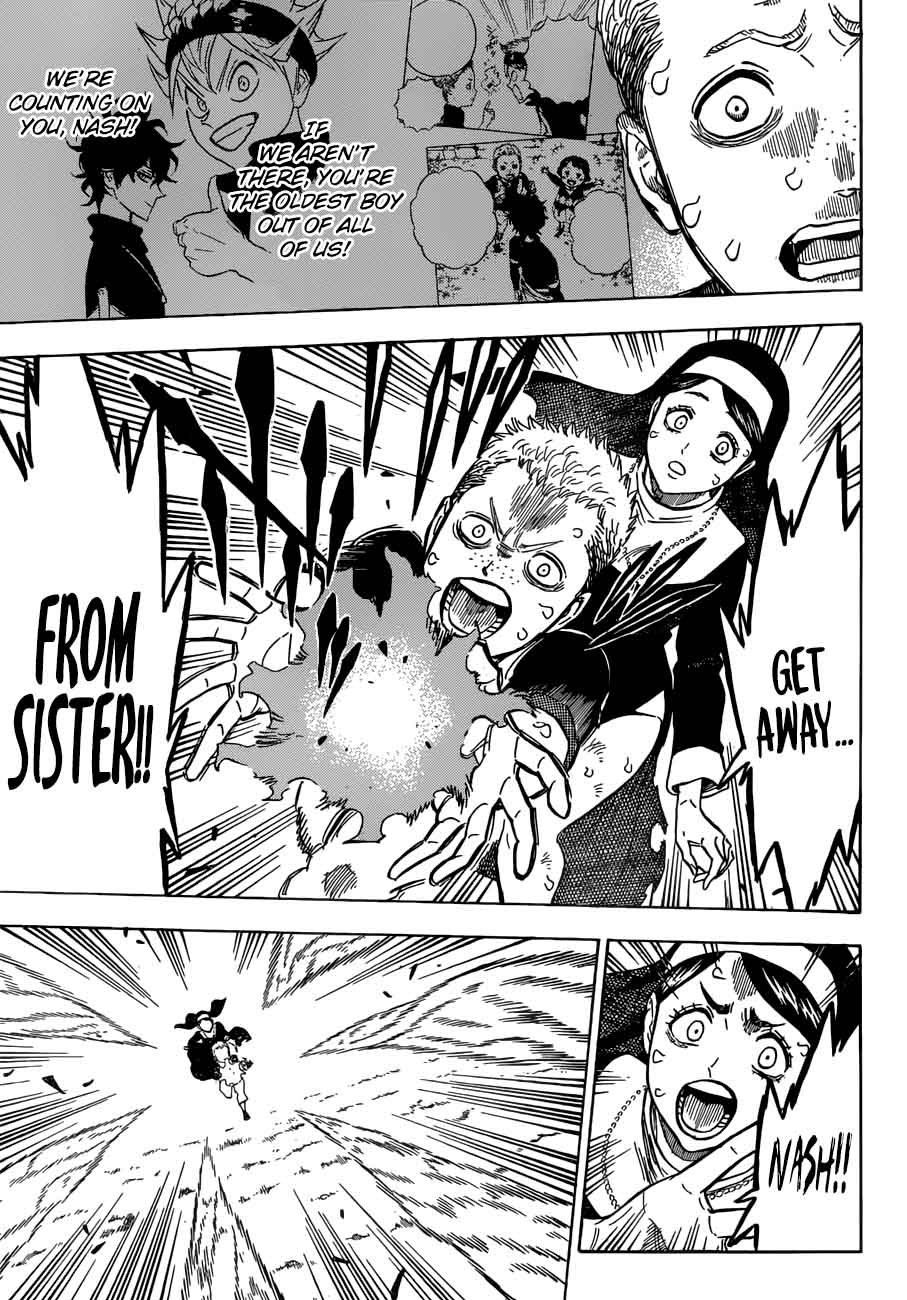 IF
WE AREN'T
THERE, YOU'RE
THE OLDEST BOY
OUT OF ALL
OF US!
WE'RE
COUNTING ON
YOU, NASH!
GET
AWAY...
FROM
SISTER!!
NASH!!